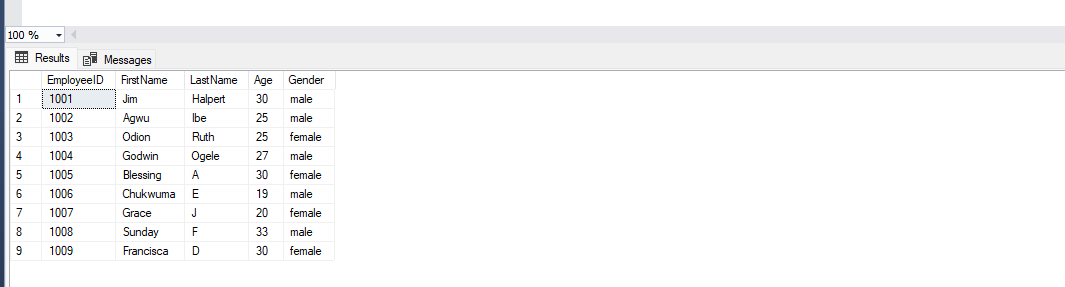 100 %
Results Messages
EmployeeID FirstName LastName Age Gender
1 1001 Jim Halpert 30 male
2 1002 Agwu Ibe 25 male
3 1003 Odion Ruth 25 female
4 1004 Godwin Ogele 27 male
5 1005 Blessing A 30 female
6 1006 Chukwuma E 19 male
7 1007 Grace J 20 female
8 1008 Sunday F 33 male
9 1009 Francisca D 30 female